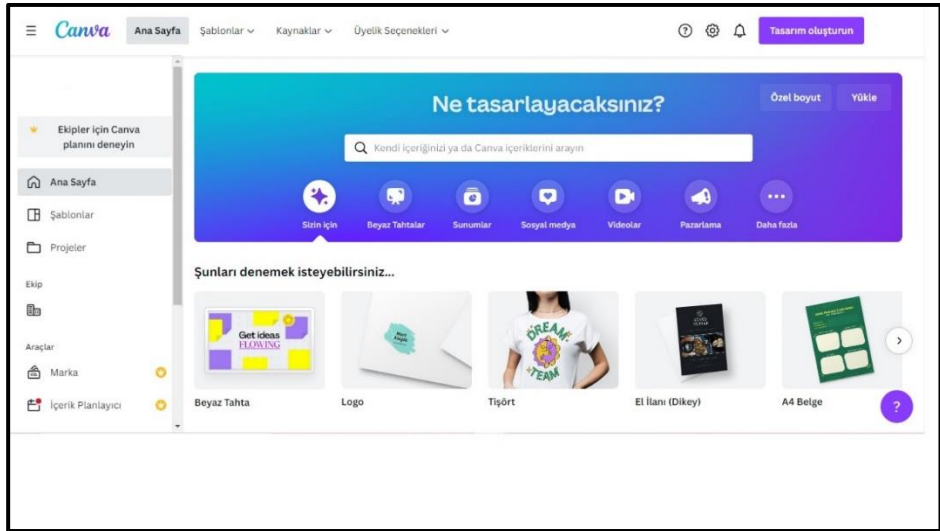 Canva
Ana Sayfa
Şablonlar
Kaynaklar
Üyelik Seçenekleri
Tasarım oluşturun
Ekipler için Canva
planını deneyin
Ana Sayfa
Şablonlar
Projeler
Ekip
Araçlar
Marka
İçerik Planlayıcı
Ne tasarlayacaksınız?
Özel boyut
Yükle
Kendi içeriğinizi ya da Canva içeriklerini arayın
Sizin için
Beyaz Tahtalar
Sunumlar
Sosyal medya
Videolar
Pazarlama
Daha fazla
Şunları denemek isteyebilirsiniz...
Get ideas
FLOWING
DREAM
TEAM
Beyaz Tahta
Logo
Tişört
El İlanı (Dikey)
A4 Belge
?